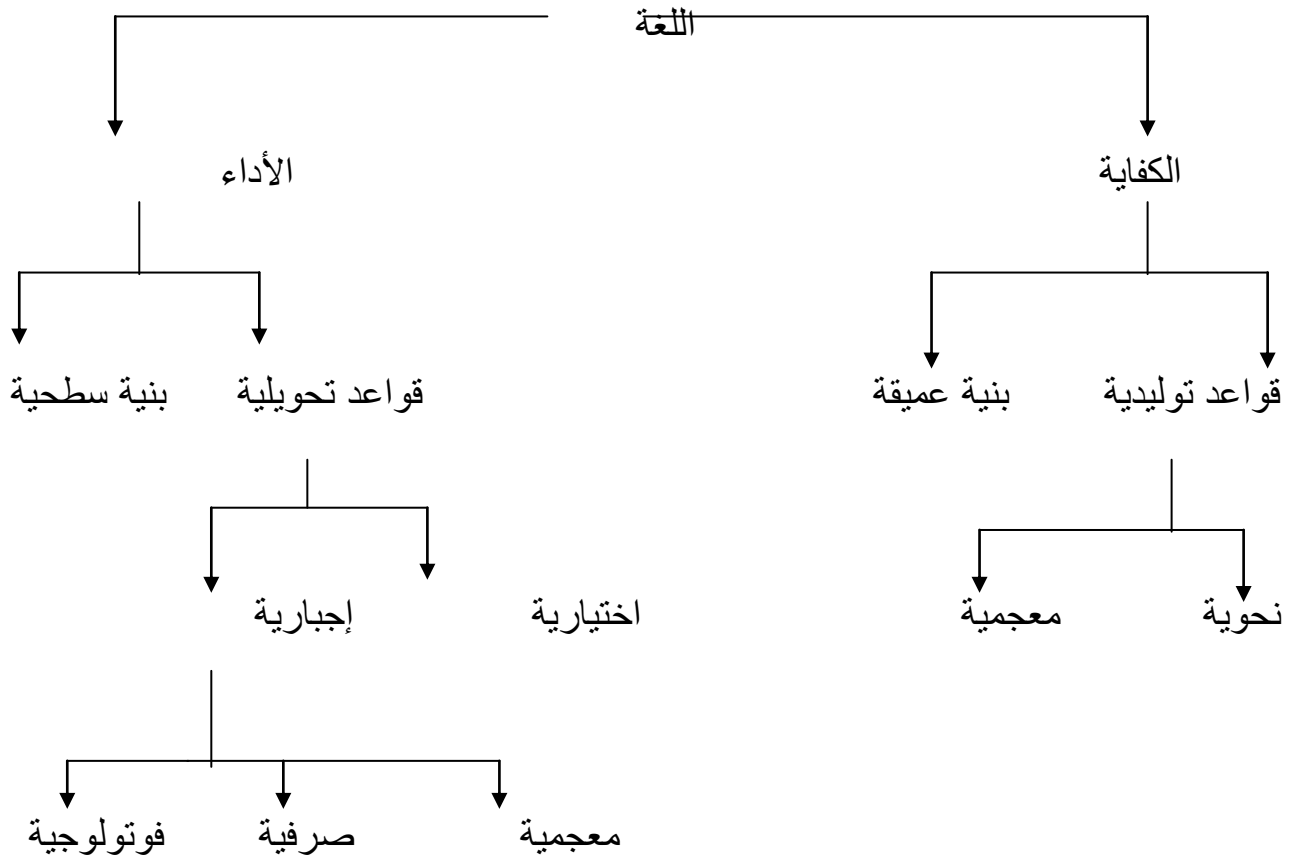 اللغة
الكفاية الأداء
قواعد توليدية بنية عميقة قواعد تحويلية بنية سطحية
نحوية معجمية اختيارية إجبارية
معجمية صرفية فوتولوجية